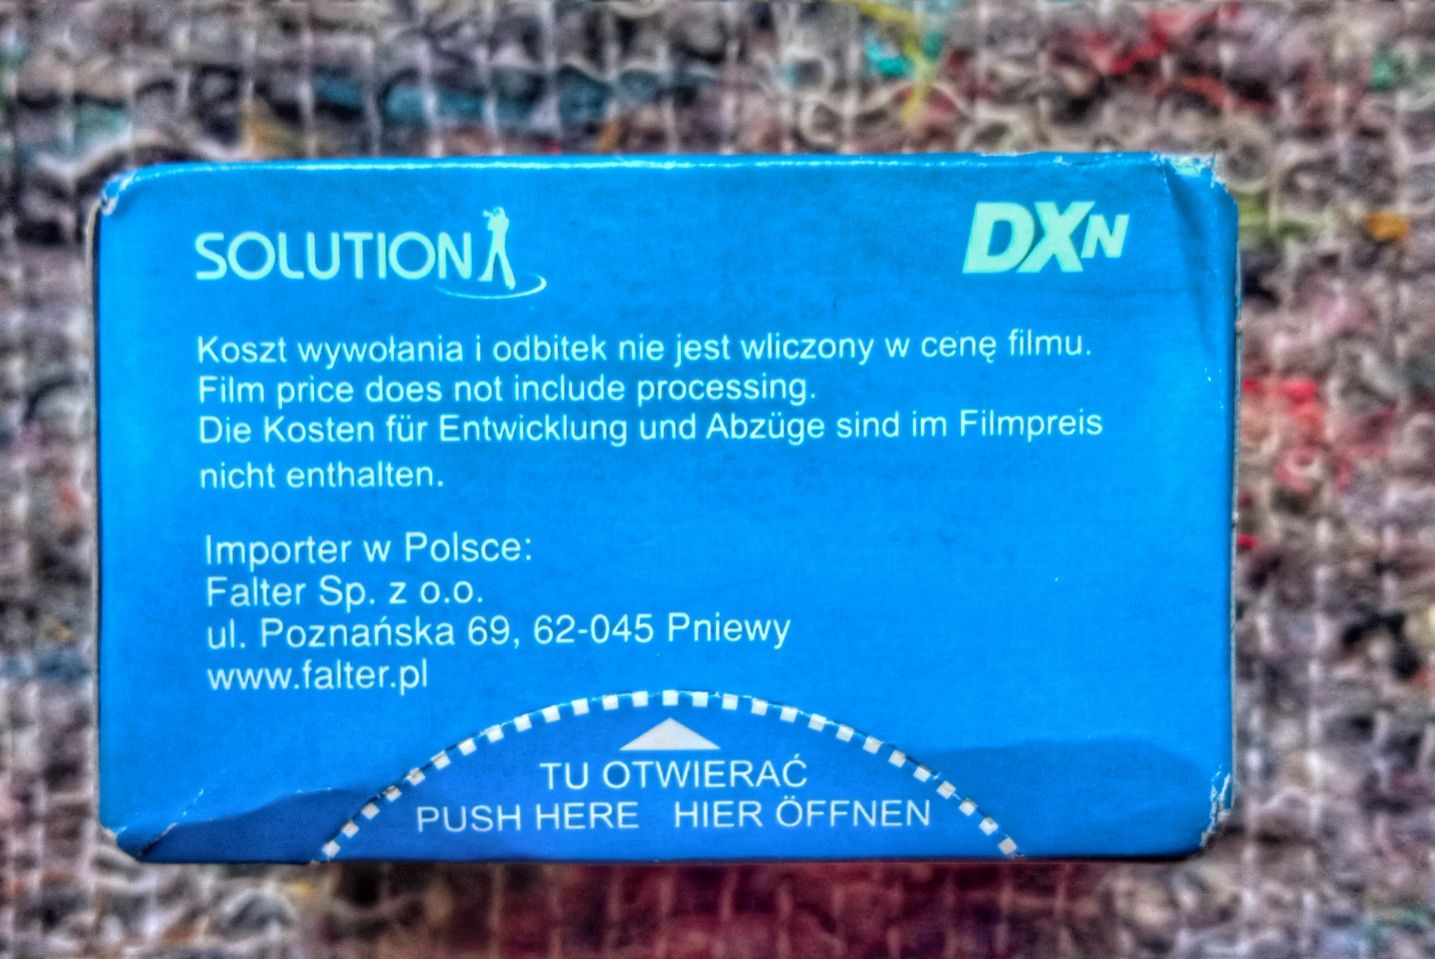 SOLUTION DXN
Koszt wywołania i odbitek nie jest wliczony w cenę filmu.
Film price does not include processing.
Die Kosten für Entwicklung und Abzüge sind im Filmpreis
nicht enthalten.
Importer w Polsce:
Falter Sp. z o.o.
ul. Poznańska 69, 62-045 Pniewy
www.falter.pl
TU OTWIERAĆ
PUSH HERE HIER ÖFFNEN